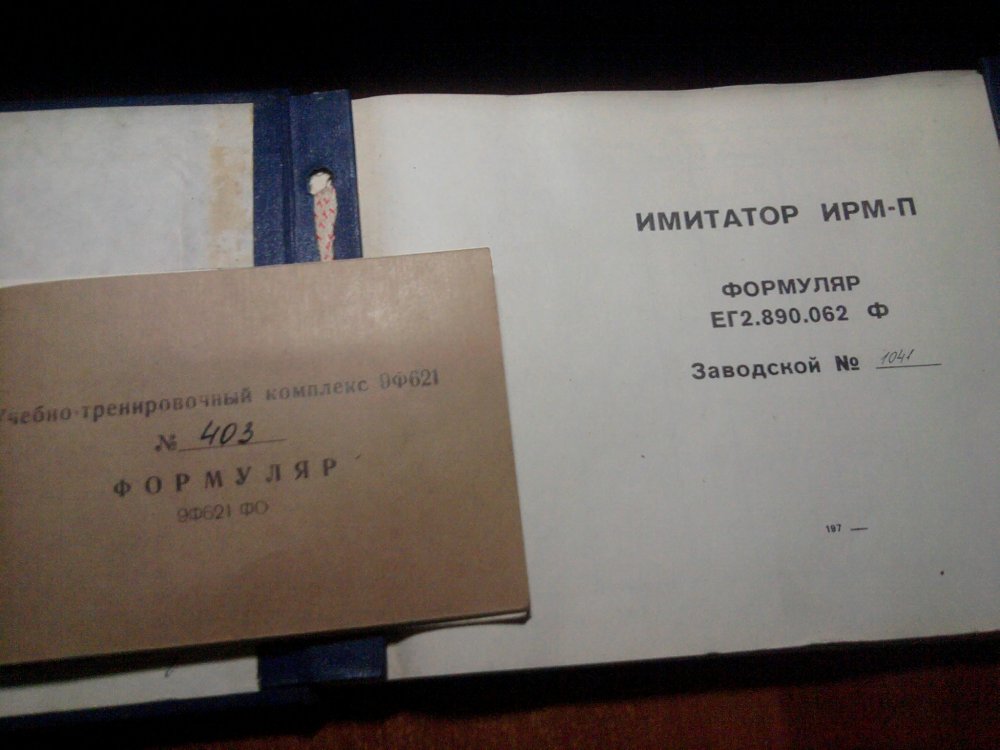 Учебно-тренировочный комплекс 9Ф621
№ 403
ФОРМУЛЯР
9Ф621 ФО
ИМИТАТОР ИРМ-П
ФОРМУЛЯР
ЕГ2.890.062 Ф
Заводской № 1041
197